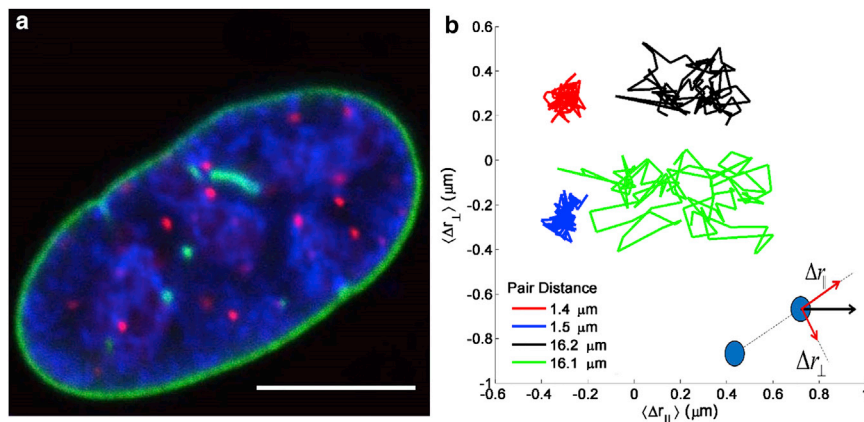 a
b
0.6
0.4
0.2
0
-0.2
-0.4
-0.6
-0.8
-1
⟨Δr⊥⟩ (μm)
Pair Distance
1.4 μm
1.5 μm
16.2 μm
16.1 μm
Δr||
Δr⊥
-0.6 -0.4 -0.2 0 0.2 0.4 0.6 0.8 1
⟨Δr||⟩ (μm)